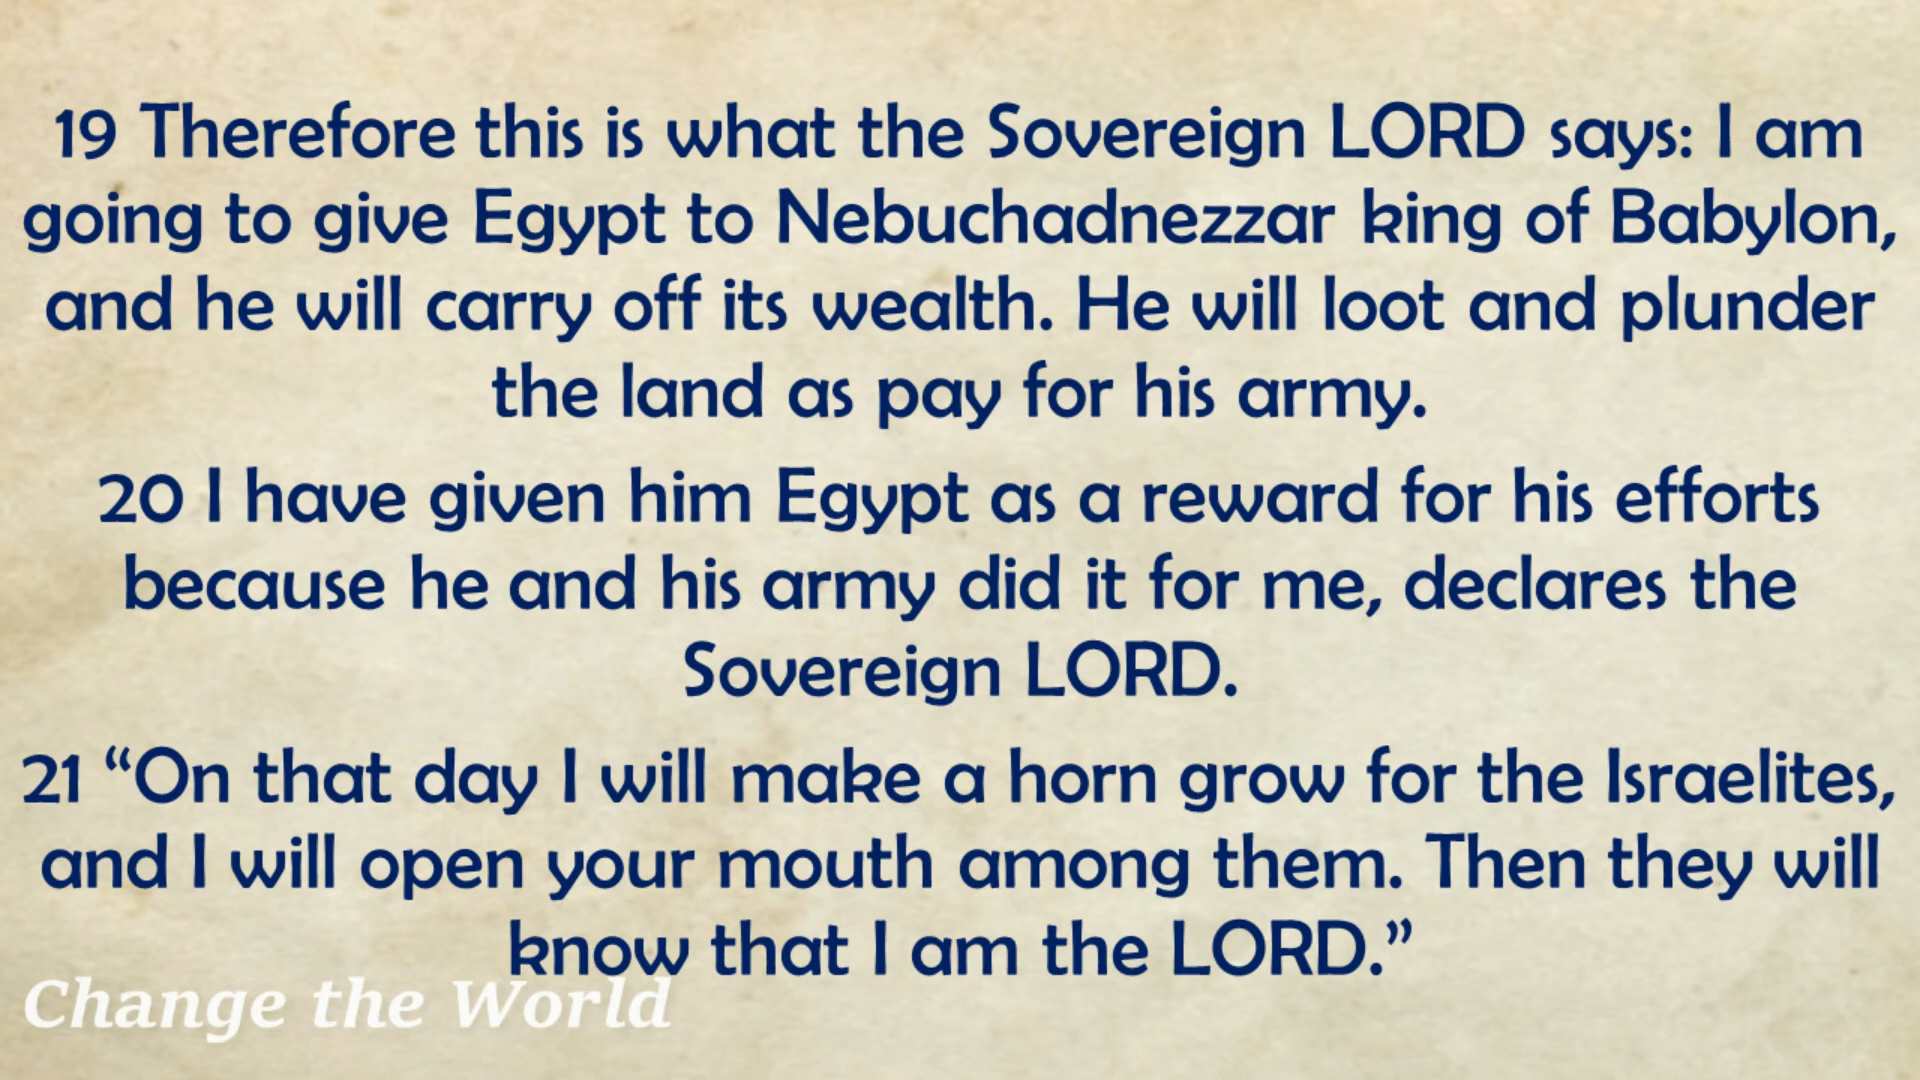 19 Therefore this is what the Sovereign LORD says: I am
going to give Egypt to Nebuchadnezzar king of Babylon,
and he will carry off its wealth. He will loot and plunder
the land as pay for his army.
20 I have given him Egypt as a reward for his efforts
because he and his army did it for me, declares the
Sovereign LORD.
21 “On that day I will make a horn grow for the Israelites,
and I will open your mouth among them. Then they will
know that I am the LORD.”
Change the World